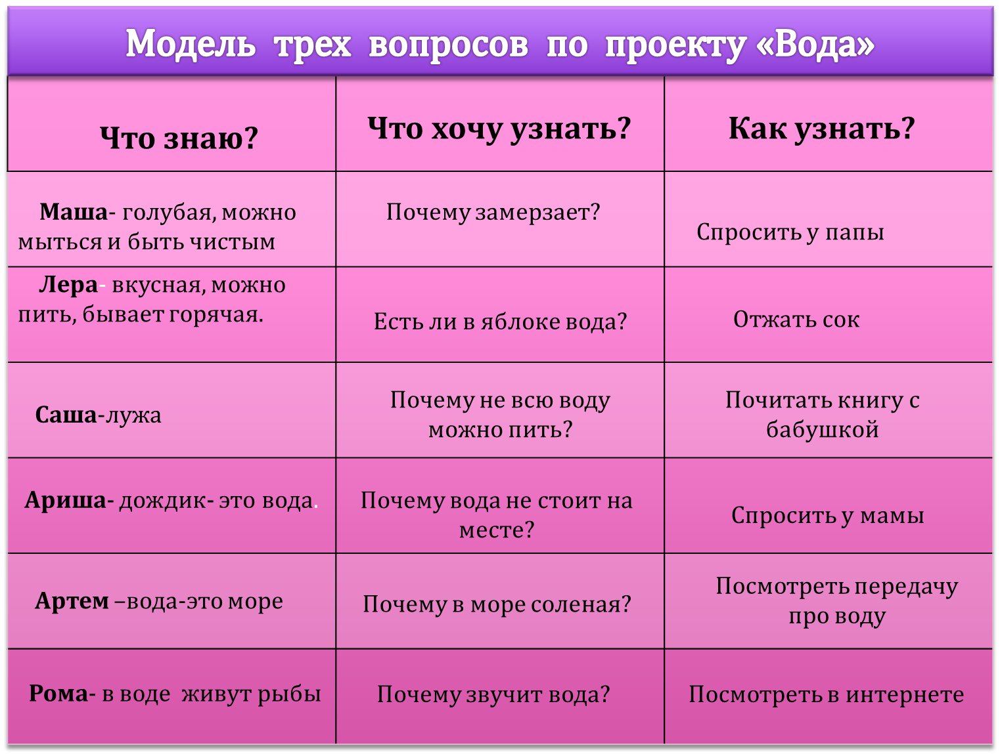 Модель трех вопросов по проекту «Вода»
Что знаю?
Что хочу узнать?
Как узнать?
Маша- голубая, можно
мыться и быть чистым
Почему замерзает?
Спросить у папы
Лера- вкусная, можно
пить, бывает горячая.
Есть ли в яблоке вода?
Отжать сок
Саша-лужа
Почему не всю воду
можно пить?
Почитать книгу с
бабушкой
Ариша- дождик- это вода.
Почему вода не стоит на
месте?
Спросить у мамы
Артем –вода-это море
Почему в море соленая?
Посмотреть передачу
про воду
Рома- в воде живут рыбы
Почему звучит вода?
Посмотреть в интернете